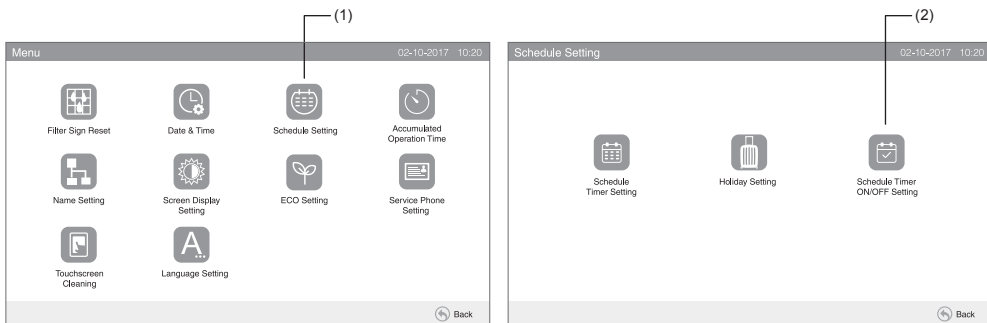 (1)
(2)
Menu 02-10-2017 10:20
Filter Sign Reset
Date & Time
Schedule Setting
Accumulated
Operation Time
Name Setting
Screen Display
Setting
ECO Setting
Service Phone
Setting
Touchscreen
Cleaning
A...
Language Setting
Back
Schedule Setting 02-10-2017 10:20
Schedule
Timer Setting
Holiday Setting
Schedule Timer
ON/OFF Setting
Back